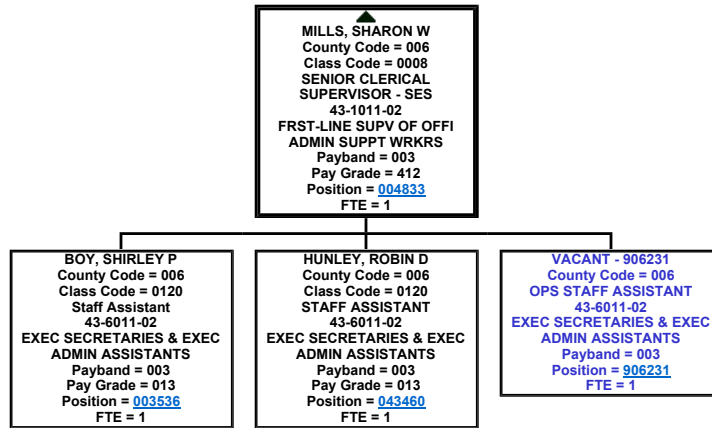 MILLS, SHARON W
County Code = 006
Class Code = 0008
SENIOR CLERICAL
SUPERVISOR - SES
43-1011-02
FRST-LINE SUPV OF OFFI
ADMIN SUPPT WRKRS
Payband = 003
Pay Grade = 412
Position = 004833
FTE = 1
BOY, SHIRLEY P
County Code = 006
Class Code = 0120
Staff Assistant
43-6011-02
EXEC SECRETARIES & EXEC
ADMIN ASSISTANTS
Payband = 003
Pay Grade = 013
Position = 003536
FTE = 1
HUNLEY, ROBIN D
County Code = 006
Class Code = 0120
STAFF ASSISTANT
43-6011-02
EXEC SECRETARIES & EXEC
ADMIN ASSISTANTS
Payband = 003
Pay Grade = 013
Position = 043460
FTE = 1
VACANT - 906231
County Code = 006
OPS STAFF ASSISTANT
43-6011-02
EXEC SECRETARIES & EXEC
ADMIN ASSISTANTS
Payband = 003
Position = 906231
FTE = 1